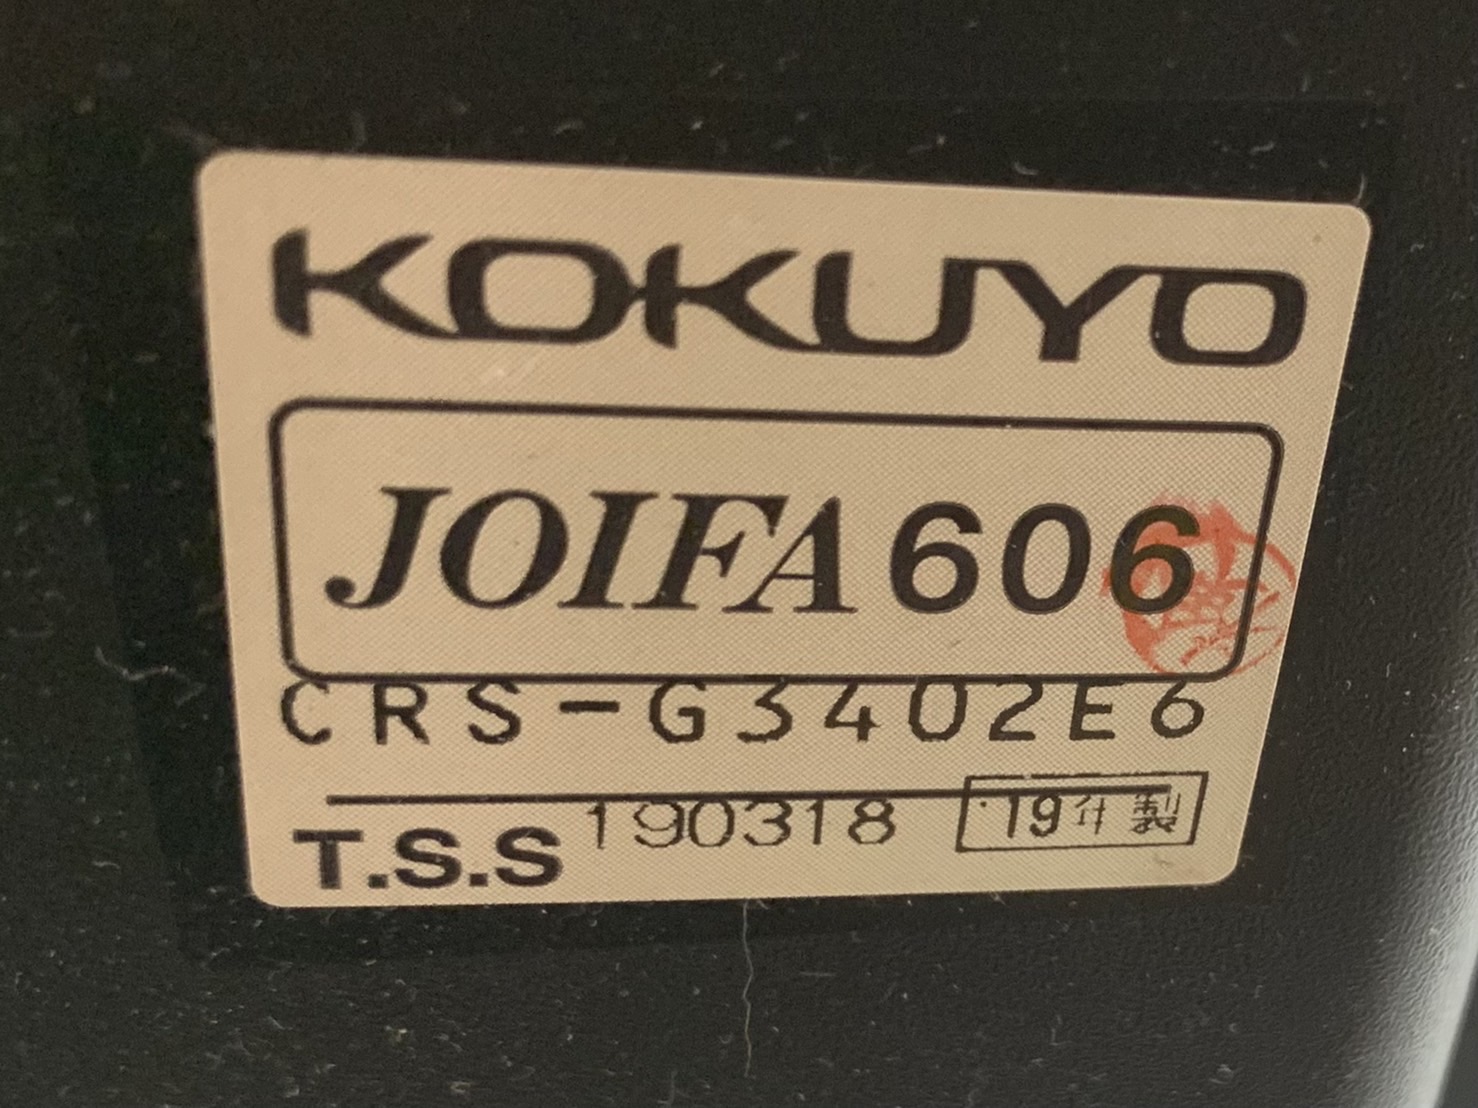 KOKUYO
JOIFA 606
CRS-G3402E6
T.S.S 190318 '19年製